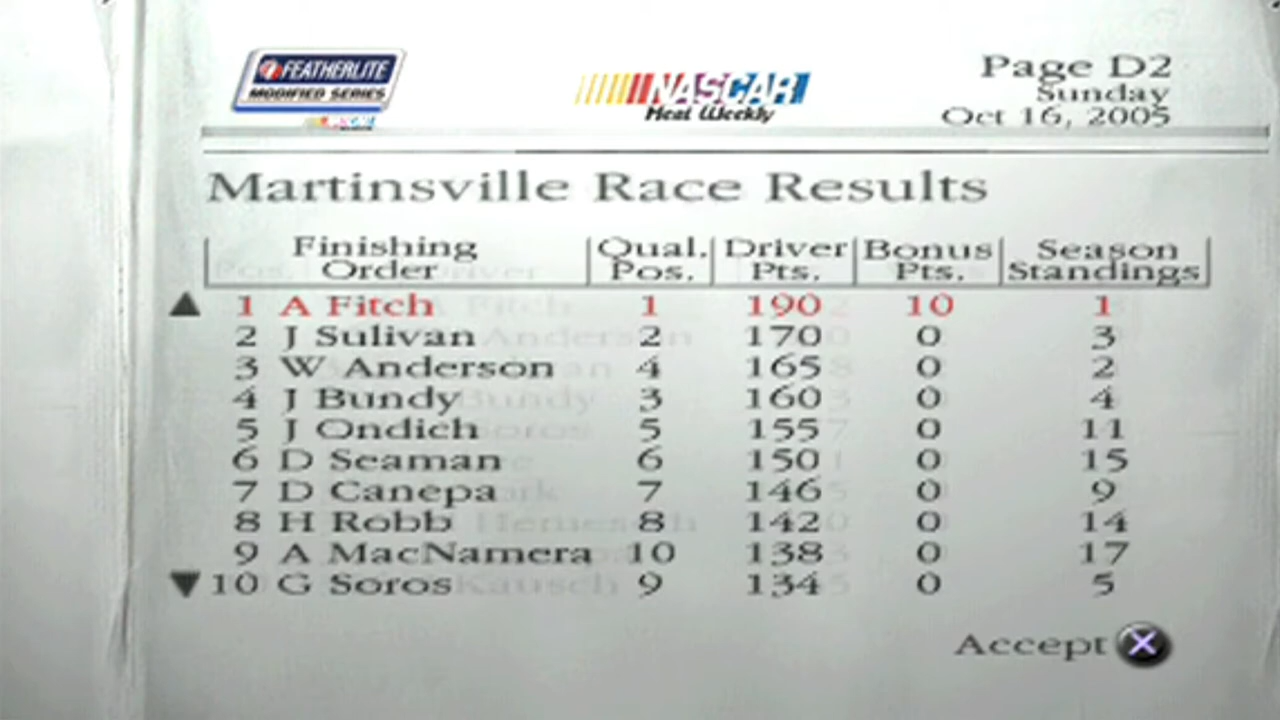 FEATHERLITE
MODIFIED SERIES
NASCAR
NASCAR
Heat Weekly
Page D2
Sunday
Oct 16, 2005
Martinsville Race Results
Finishing Order Qual. Pos. Driver Pts. Bonus Pts. Season Standings
1 A Fitch 1 190 10 1
2 J Sulivan 2 170 0 3
3 W Anderson 4 165 0 2
4 J Bundy 3 160 0 4
5 J Ondich 5 155 0 11
6 D Seaman 6 150 0 15
7 D Canepa 7 146 0 9
8 H Robb 8 142 0 14
9 A MacNamera 10 138 0 17
10 G Soros 9 134 0 5
Accept